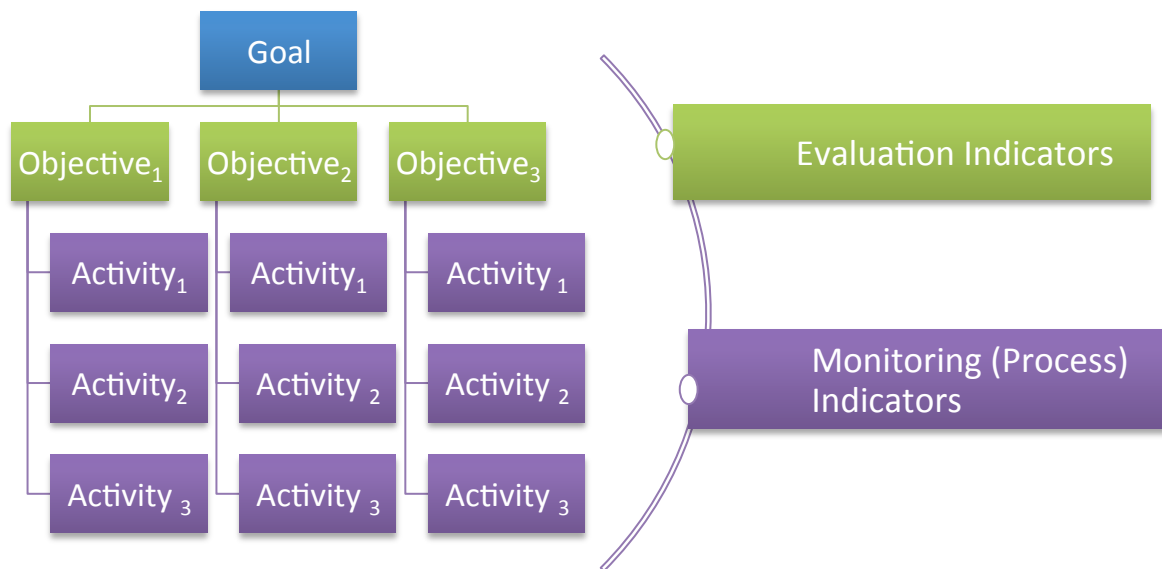 Goal
Objective₁ Objective₂ Objective₃
Evaluation Indicators
Activity₁ Activity₁ Activity ₁
Activity₂ Activity ₂ Activity ₂
Monitoring (Process)
Indicators
Activity ₃ Activity ₃ Activity ₃